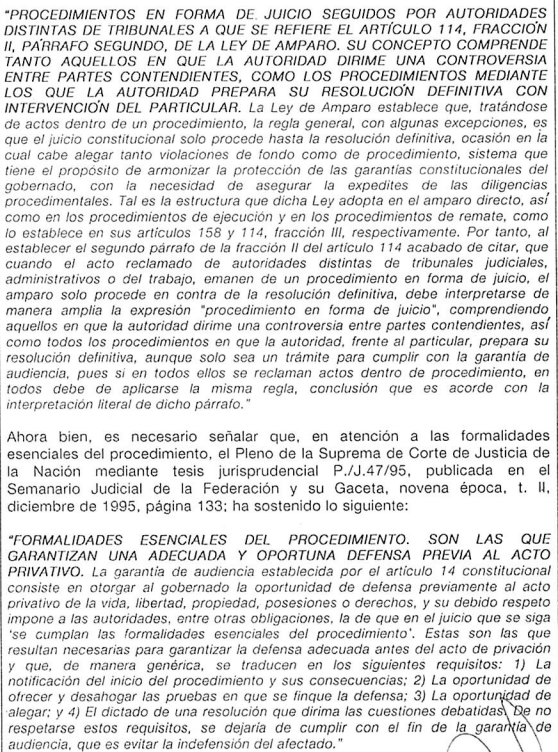 “PROCEDIMIENTOS EN FORMA DE JUICIO SEGUIDOS POR AUTORIDADES
DISTINTAS DE TRIBUNALES A QUE SE REFIERE EL ARTÍCULO 114, FRACCIÓN
II, PÁRRAFO SEGUNDO, DE LA LEY DE AMPARO. SU CONCEPTO COMPRENDE
TANTO AQUELLOS EN QUE LA AUTORIDAD DIRIME UNA CONTROVERSIA
ENTRE PARTES CONTENDIENTES, COMO LOS PROCEDIMIENTOS MEDIANTE
LOS QUE LA AUTORIDAD PREPARA SU RESOLUCIÓN DEFINITIVA CON
INTERVENCIÓN DEL PARTICULAR. La Ley de Amparo establece que, tratándose
de actos dentro de un procedimiento, la regla general, con algunas excepciones, es
que el juicio constitucional solo procede hasta la resolución definitiva, ocasión en la
cual cabe alegar tanto violaciones de fondo como de procedimiento, sistema que
tiene el propósito de armonizar la protección de las garantías constitucionales del
gobernado, con la necesidad de asegurar la expedites de las diligencias
procedimentales. Tal es la estructura que dicha Ley adopta en el amparo directo, así
como en los procedimientos de ejecución y en los procedimientos de remate, como
lo establece en sus artículos 158 y 114, fracción III, respectivamente. Por tanto, al
establecer el segundo párrafo de la fracción II del artículo 114 acabado de citar, que
cuando el acto reclamado de autoridades distintas de tribunales judiciales,
administrativos o del trabajo, emanen de un procedimiento en forma de juicio, el
amparo solo procede en contra de la resolución definitiva, debe interpretarse de
manera amplia la expresión "procedimiento en forma de juicio", comprendiendo
aquellos en que la autoridad dirime una controversia entre partes contendientes, así
como todos los procedimientos en que la autoridad, frente al particular, prepara su
resolución definitiva, aunque solo sea un trámite para cumplir con la garantía de
audiencia, pues si en todos ellos se reclaman actos dentro de procedimiento, en
todos debe de aplicarse la misma regla, conclusión que es acorde con la
interpretación literal de dicho párrafo.”
Ahora bien, es necesario señalar que, en atención a las formalidades
esenciales del procedimiento, el Pleno de la Suprema de Corte de Justicia de
la Nación mediante tesis jurisprudencial P./J.47/95, publicada en el
Semanario Judicial de la Federación y su Gaceta, novena época, t. II,
diciembre de 1995, página 133; ha sostenido lo siguiente:
“FORMALIDADES ESENCIALES DEL PROCEDIMIENTO. SON LAS QUE
GARANTIZAN UNA ADECUADA Y OPORTUNA DEFENSA PREVIA AL ACTO
PRIVATIVO. La garantía de audiencia establecida por el artículo 14 constitucional
consiste en otorgar al gobernado la oportunidad de defensa previamente al acto
privativo de la vida, libertad, propiedad, posesiones o derechos, y su debido respeto
impone a las autoridades, entre otras obligaciones, la de que en el juicio que se siga
'se cumplan las formalidades esenciales del procedimiento'. Estas son las que
resultan necesarias para garantizar la defensa adecuada antes del acto de privación
y que, de manera genérica, se traducen en los siguientes requisitos: 1) La
notificación del inicio del procedimiento y sus consecuencias; 2) La oportunidad de
ofrecer y desahogar las pruebas en que se finque la defensa; 3) La oportunidad de
alegar; y 4) El dictado de una resolución que dirima las cuestiones debatidas. De no
respetarse estos requisitos, se dejaría de cumplir con el fin de la garantía de
audiencia, que es evitar la indefensión del afectado.”